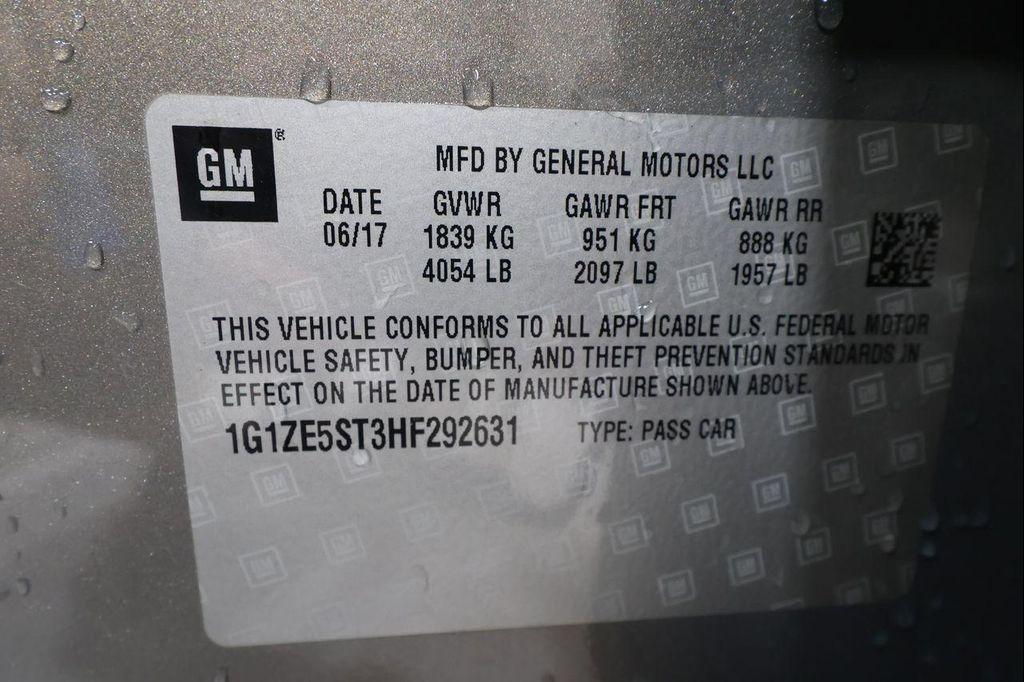 GM®
MFD BY GENERAL MOTORS LLC
DATE GVWR GAWR FRT GAWR RR
06/17 1839 KG 951 KG 888 KG
4054 LB 2097 LB 1957 LB
THIS VEHICLE CONFORMS TO ALL APPLICABLE U.S. FEDERAL MOTOR
VEHICLE SAFETY, BUMPER, AND THEFT PREVENTION STANDARDS IN
EFFECT ON THE DATE OF MANUFACTURE SHOWN ABOVE.
1G1ZE5ST3HF292631 TYPE: PASS CAR